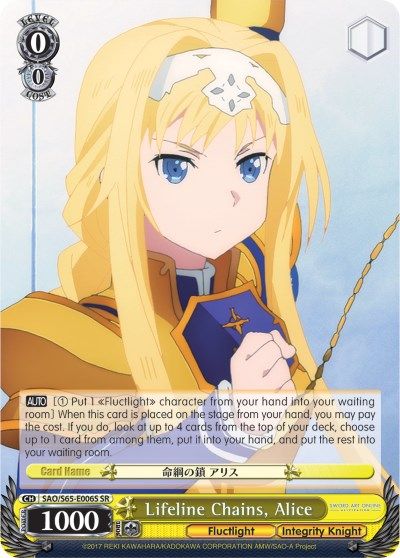 LEVEL
0
0
COST
AUTO [① Put 1 «Fluctlight» character from your hand into your waiting
room] When this card is placed on the stage from your hand, you may pay
the cost. If you do, look at up to 4 cards from the top of your deck, choose
up to 1 card from among them, put it into your hand, and put the rest into
your waiting room.
Card Name 命綱の鎖 アリス
CH SAO/S65-E006S SR
POWER 1000 SOUL Lifeline Chains, Alice SWORD ART ONLINE
Fluctlight Integrity Knight
©2017 REKI KAWAHARA/KADOKAWA CORPORATION AMW/SAO-A Project